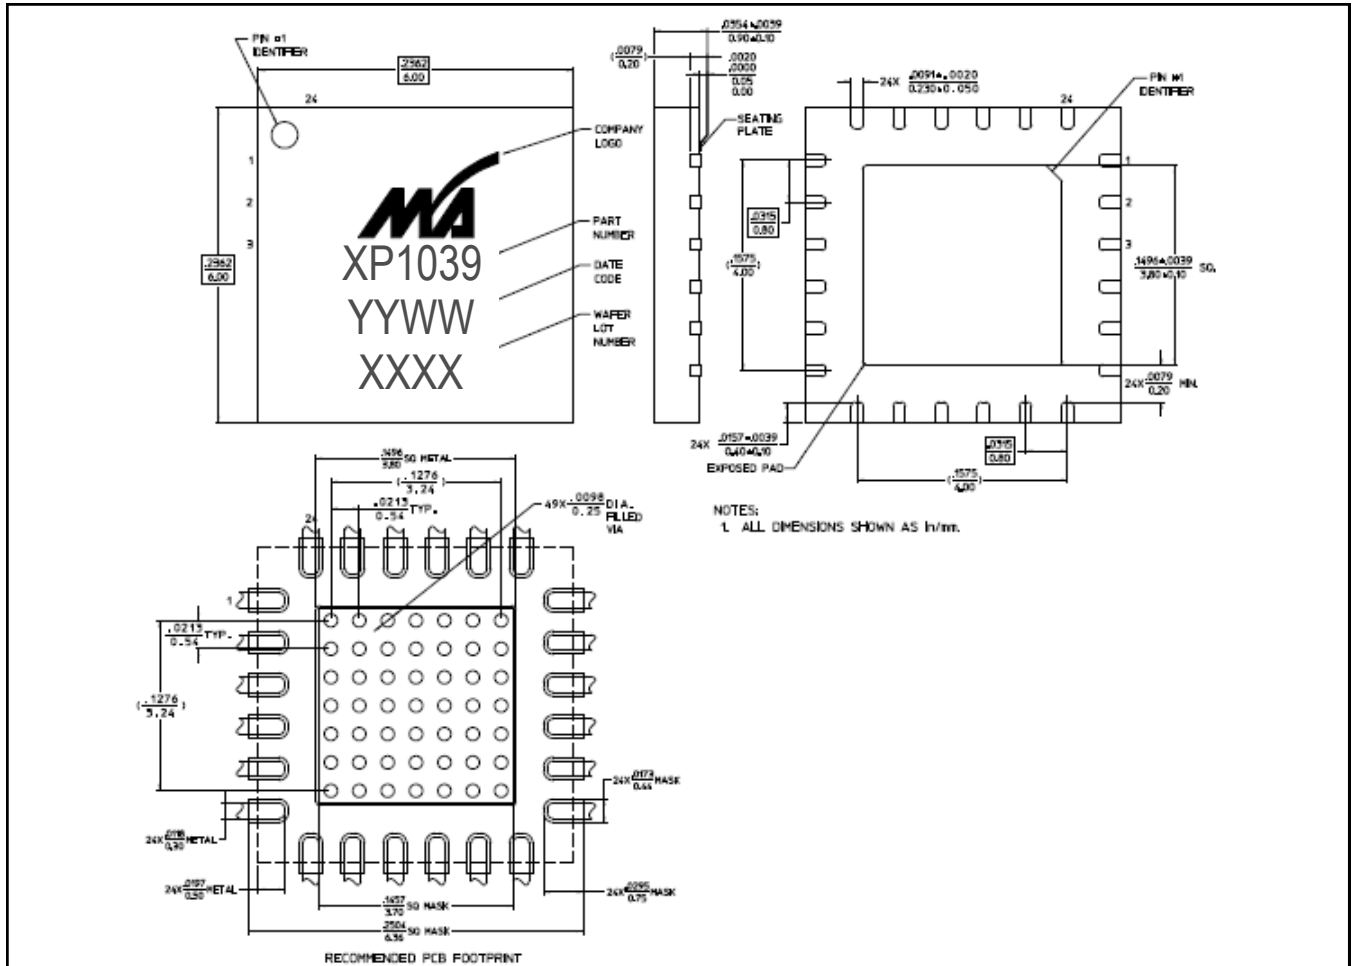 PIN #1
IDENTIFIER
.2362
6.00
24
1
2
3
.2362
6.00
COMPANY
LOGO
MA
XP1039
YYWW
XXXX
PART
NUMBER
DATE
CODE
WAFER
LOT
NUMBER
.0354±.0039
0.90±0.10
(.0079
0.20)
.0020
.0000
0.05
0.00
SEATING
PLATE
24X .0091±.0020
0.230±0.050
24
PIN #1
IDENTIFIER
1
2
3
.0315
0.80
(.1575
4.00)
.1496±.0039 SQ.
3.80±0.10
24X .0079 MIN.
0.20
24X .0157±.0039
0.40±0.10
EXPOSED PAD
.0315
0.80
(.1575
4.00)
NOTES:
1. ALL DIMENSIONS SHOWN AS in/mm.
.1496 SQ METAL
3.80
(.1276
3.24)
.0213 TYP.
0.54
49X .0098 DIA.
0.25 FILLED
VIA
24
1
.0213 TYP.
0.54
(.1276
3.24)
24X .0118 METAL
0.30
24X .0197 METAL
0.50
24X .0173 MASK
0.44
24X .0295 MASK
0.75
.1457 SQ MASK
3.70
.2504 SQ MASK
6.36
RECOMMENDED PCB FOOTPRINT